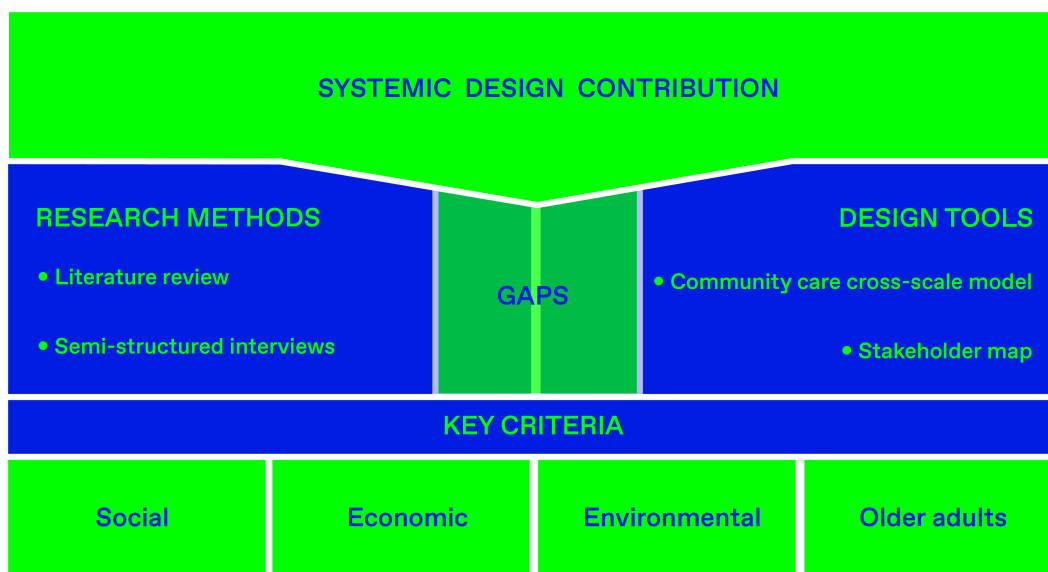 SYSTEMIC DESIGN CONTRIBUTION
RESEARCH METHODS
• Literature review
• Semi-structured interviews
GAPS
DESIGN TOOLS
• Community care cross-scale model
• Stakeholder map
KEY CRITERIA
Social
Economic
Environmental
Older adults